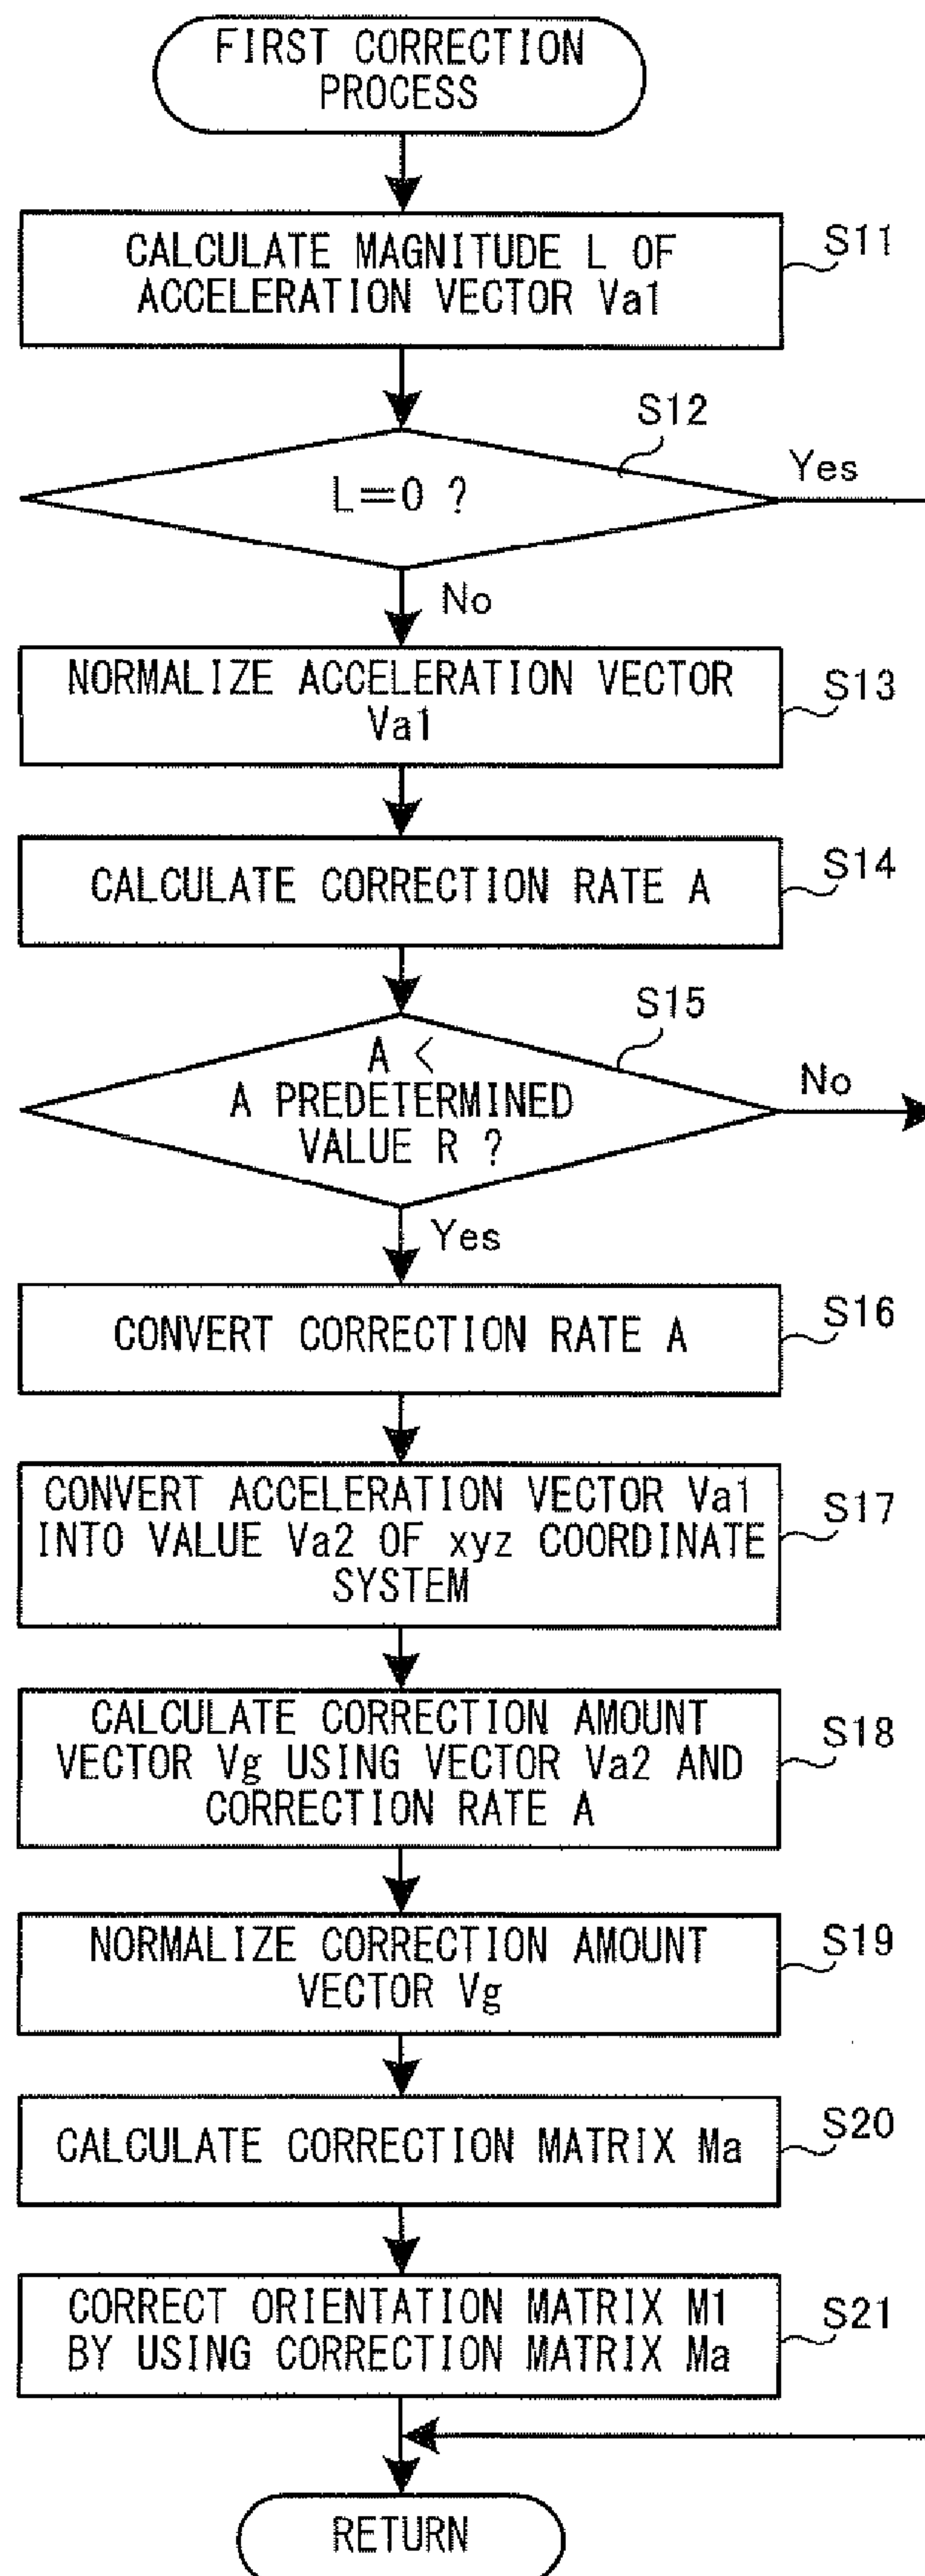 FIRST CORRECTION
PROCESS
CALCULATE MAGNITUDE L OF
ACCELERATION VECTOR Va1
S11
S12
L=0 ?
Yes
No
NORMALIZE ACCELERATION VECTOR
Va1
S13
CALCULATE CORRECTION RATE A
S14
S15
A <
A PREDETERMINED
VALUE R ?
No
Yes
CONVERT CORRECTION RATE A
S16
CONVERT ACCELERATION VECTOR Va1
INTO VALUE Va2 OF xyz COORDINATE
SYSTEM
S17
CALCULATE CORRECTION AMOUNT
VECTOR Vg USING VECTOR Va2 AND
CORRECTION RATE A
S18
NORMALIZE CORRECTION AMOUNT
VECTOR Vg
S19
CALCULATE CORRECTION MATRIX Ma
S20
CORRECT ORIENTATION MATRIX M1
BY USING CORRECTION MATRIX Ma
S21
RETURN